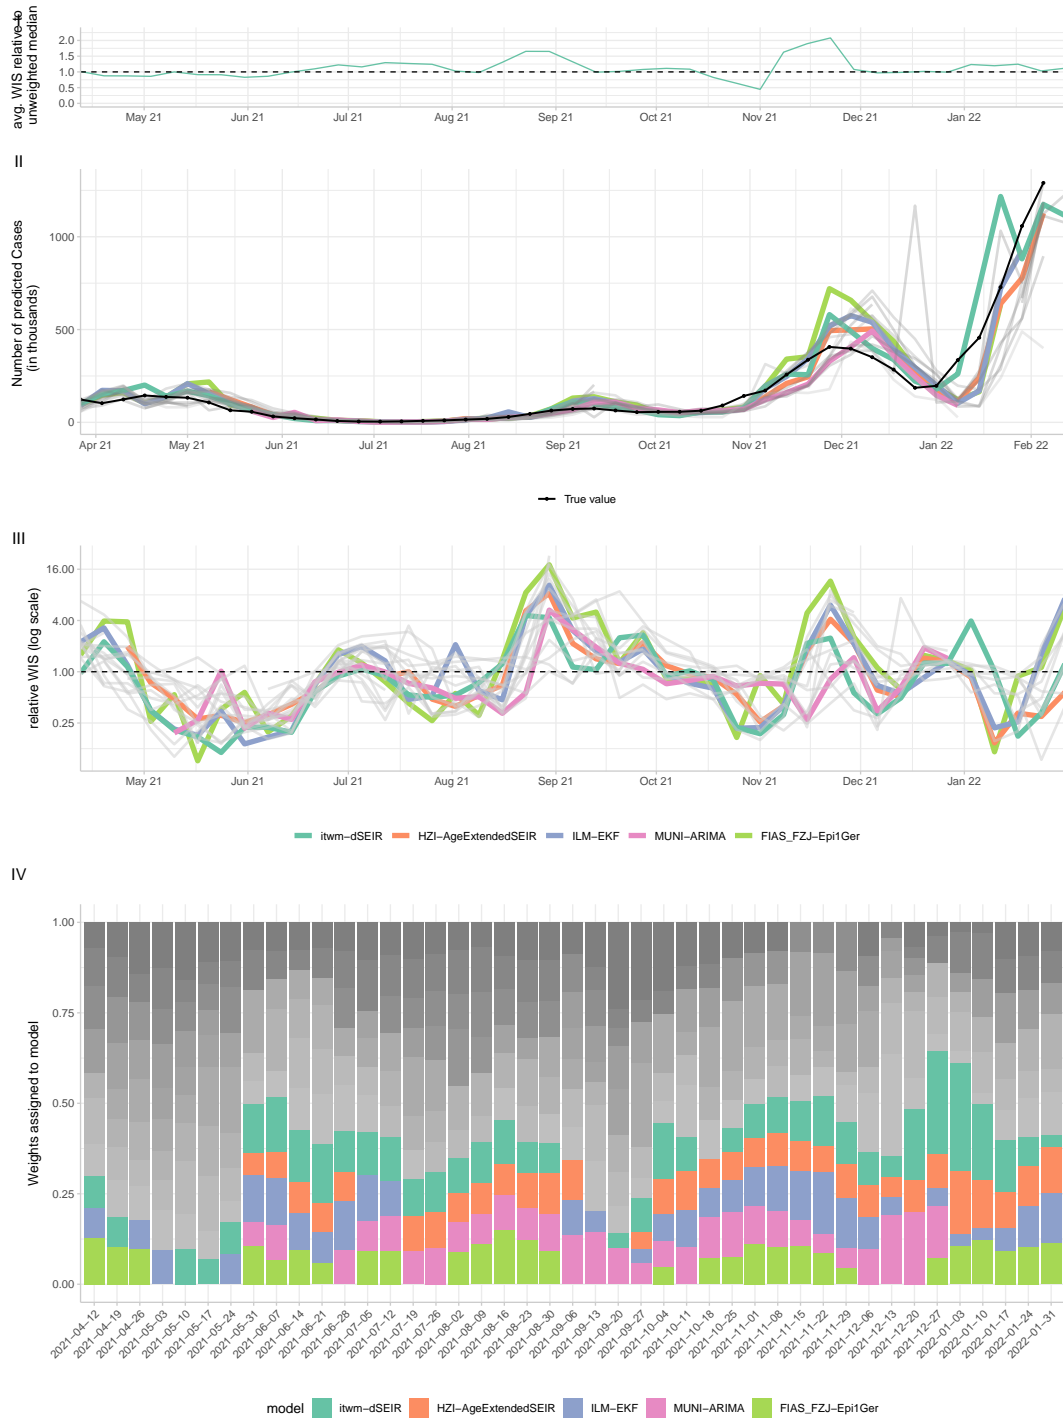 I
avg. WIS relative to
unweighted median
2.0
1.5
1.0
0.5
0.0
May 21 Jun 21 Jul 21 Aug 21 Sep 21 Oct 21 Nov 21 Dec 21 Jan 22
II
Number of predicted Cases
(in thousands)
1000
500
0
Apr 21 May 21 Jun 21 Jul 21 Aug 21 Sep 21 Oct 21 Nov 21 Dec 21 Jan 22 Feb 22
True value
III
relative WIS (log scale)
16.00
4.00
1.00
0.25
May 21 Jun 21 Jul 21 Aug 21 Sep 21 Oct 21 Nov 21 Dec 21 Jan 22
itwm−dSEIR HZI−AgeExtendedSEIR ILM−EKF MUNI−ARIMA FIAS_FZJ−Epi1Ger
IV
Weights assigned to model
1.00
0.75
0.50
0.25
0.00
2021−04−12 2021−04−19 2021−04−26 2021−05−03 2021−05−10 2021−05−17 2021−05−24 2021−05−31 2021−06−07 2021−06−14 2021−06−21 2021−06−28 2021−07−05 2021−07−12 2021−07−19 2021−07−26 2021−08−02 2021−08−09 2021−08−16 2021−08−23 2021−08−30 2021−09−06 2021−09−13 2021−09−20 2021−09−27 2021−10−04 2021−10−11 2021−10−18 2021−10−25 2021−11−01 2021−11−08 2021−11−15 2021−11−22 2021−11−29 2021−12−06 2021−12−13 2021−12−20 2021−12−27 2022−01−03 2022−01−10 2022−01−17 2022−01−24 2022−01−31
model itwm−dSEIR HZI−AgeExtendedSEIR ILM−EKF MUNI−ARIMA FIAS_FZJ−Epi1Ger